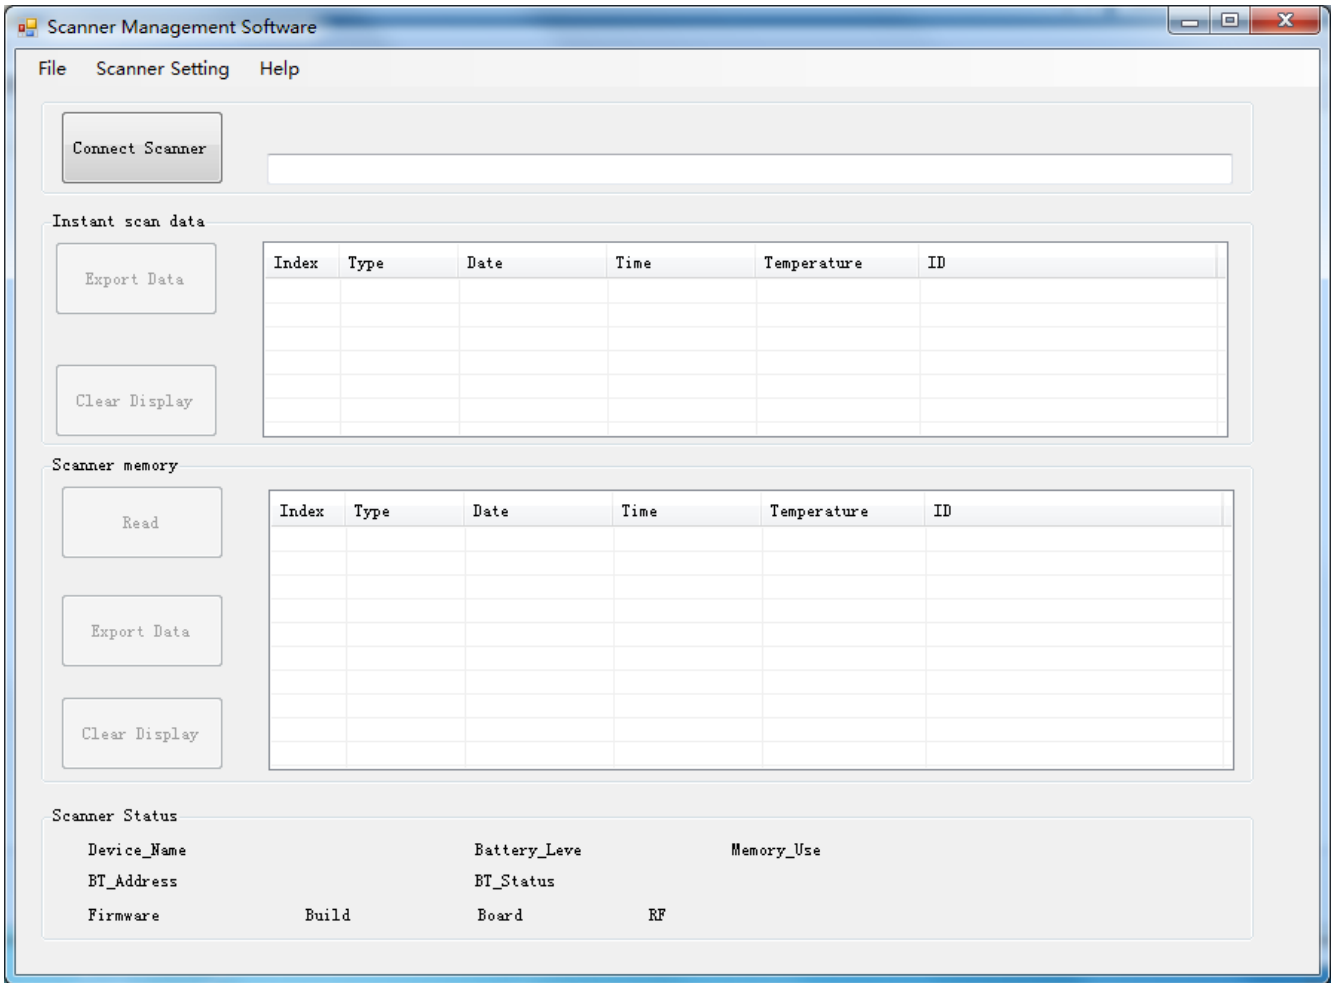 Scanner Management Software
File Scanner Setting Help
Connect Scanner
Instant scan data
Export Data
Clear Display
Index Type Date Time Temperature ID
Scanner memory
Read
Export Data
Clear Display
Index Type Date Time Temperature ID
Scanner Status
Device_Name Battery_Leve Memory_Use
BT_Address BT_Status
Firmware Build Board RF